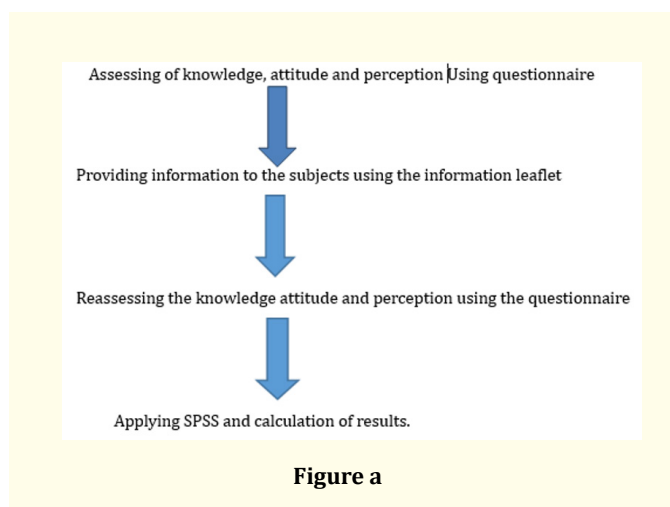 Assessing of knowledge, attitude and perception Using questionnaire
Providing information to the subjects using the information leaflet
Reassessing the knowledge attitude and perception using the questionnaire
Applying SPSS and calculation of results.
Figure a